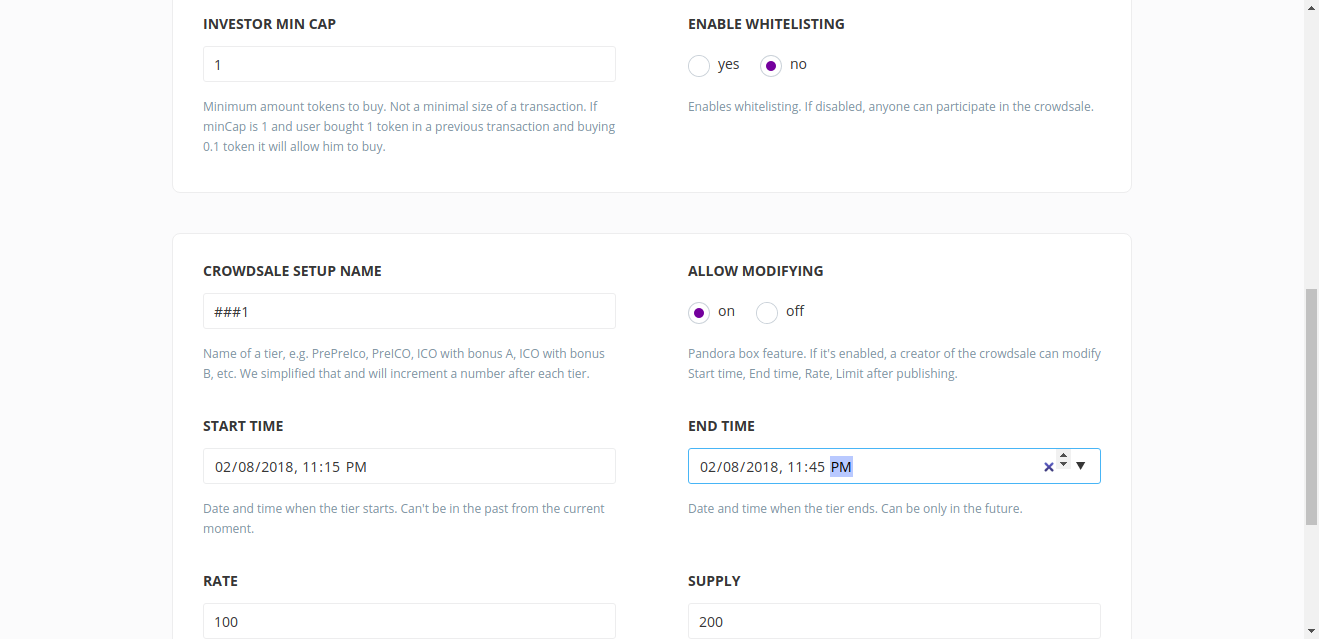 INVESTOR MIN CAP
ENABLE WHITELISTING
1
yes
no
Minimum amount tokens to buy. Not a minimal size of a transaction. If
minCap is 1 and user bought 1 token in a previous transaction and buying
0.1 token it will allow him to buy.
Enables whitelisting. If disabled, anyone can participate in the crowdsale.
CROWDSALE SETUP NAME
ALLOW MODIFYING
###1
on
off
Name of a tier, e.g. PrePreIco, PreICO, ICO with bonus A, ICO with bonus
B, etc. We simplified that and will increment a number after each tier.
Pandora box feature. If it's enabled, a creator of the crowdsale can modify
Start time, End time, Rate, Limit after publishing.
START TIME
END TIME
02/08/2018, 11:15 PM
02/08/2018, 11:45 PM
Date and time when the tier starts. Can't be in the past from the current
moment.
Date and time when the tier ends. Can be only in the future.
RATE
SUPPLY
100
200